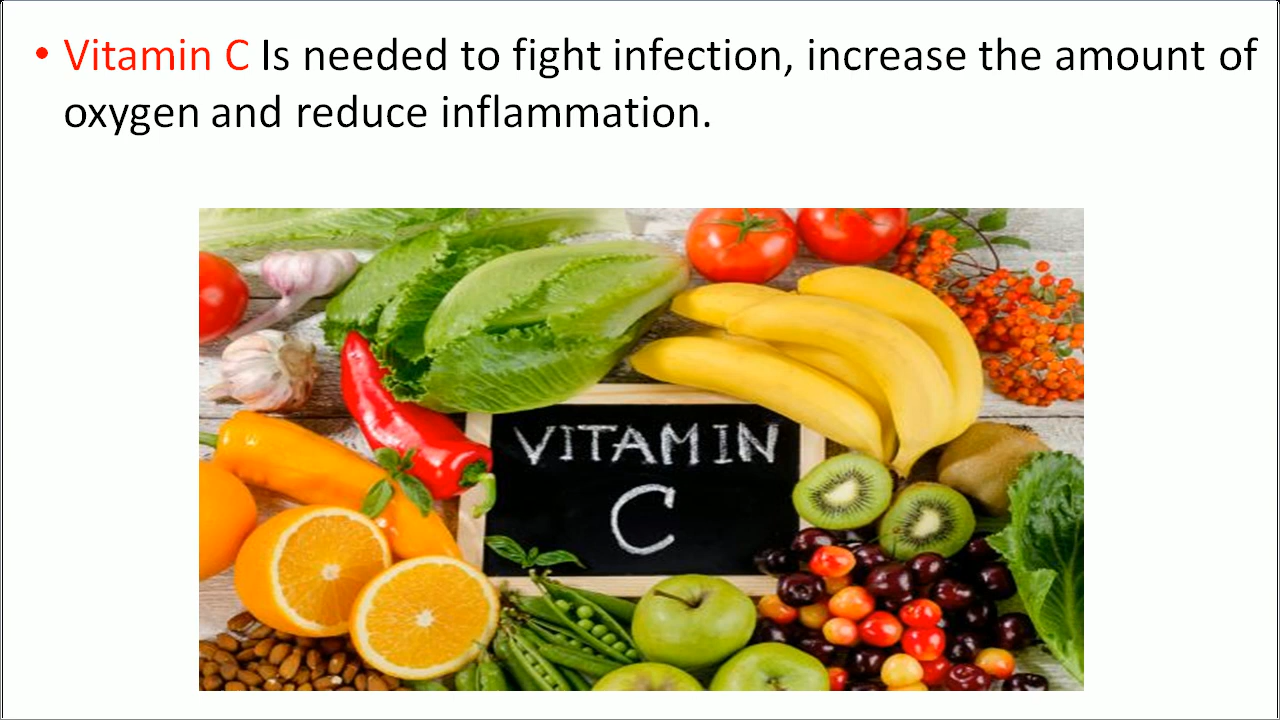 • Vitamin C Is needed to fight infection, increase the amount of
oxygen and reduce inflammation.
VITAMIN
C